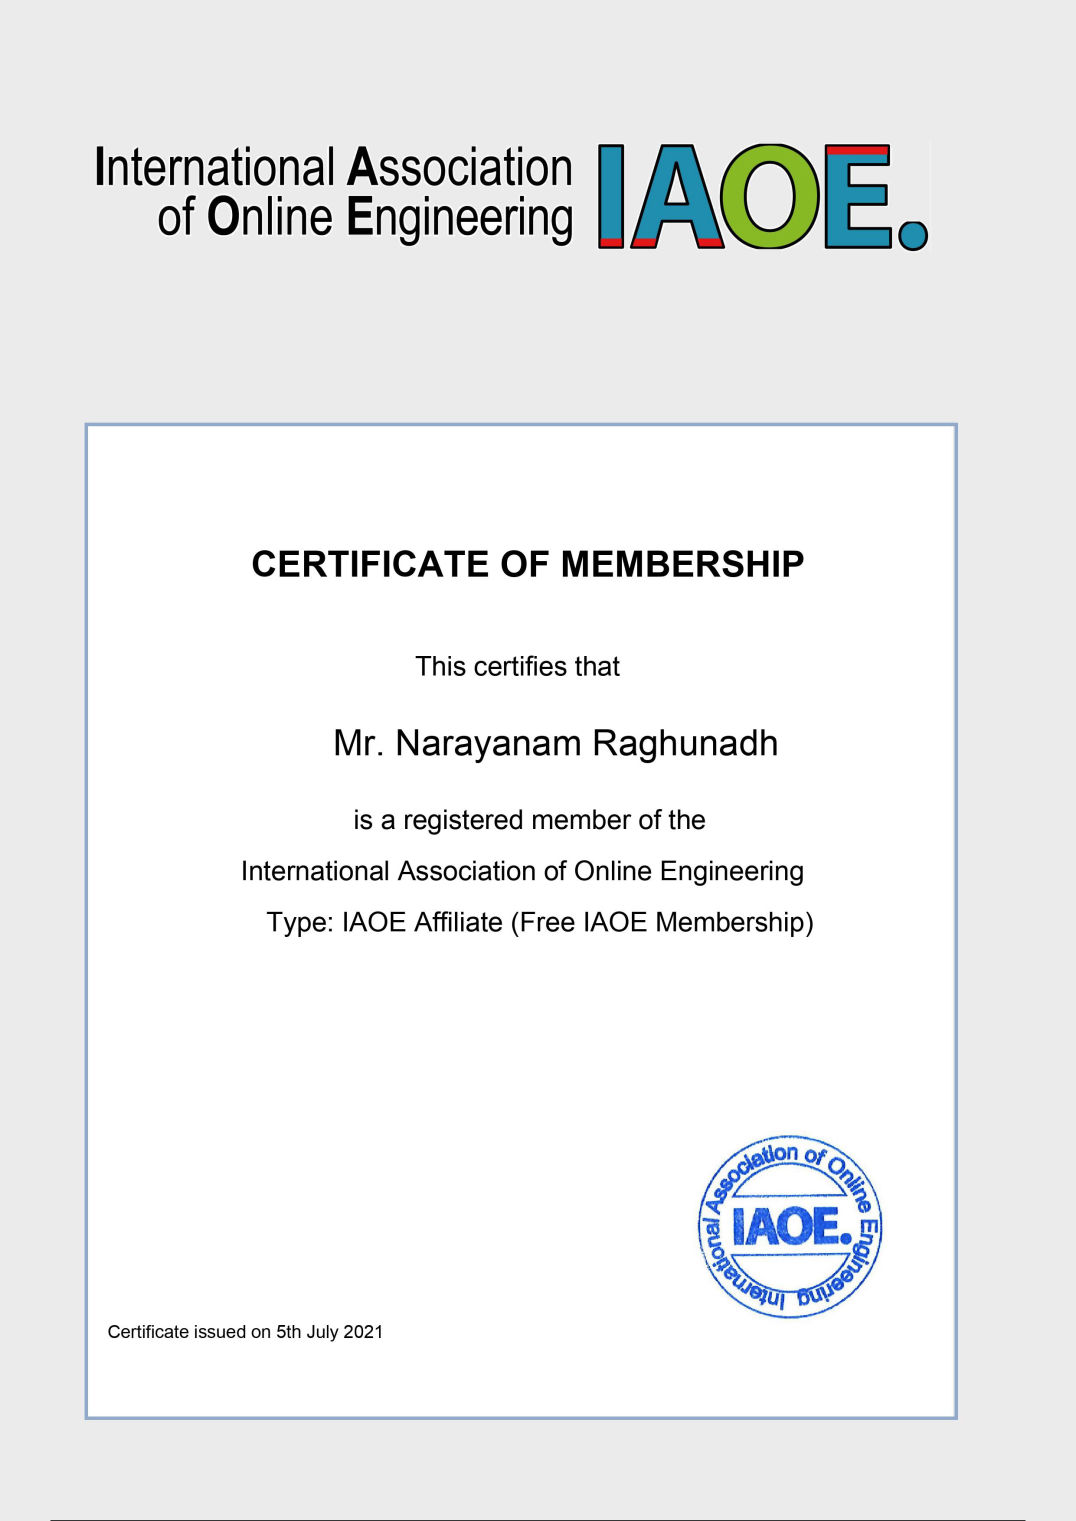 International Association
of Online Engineering
IAOE.
CERTIFICATE OF MEMBERSHIP
This certifies that
Mr. Narayanam Raghunadh
is a registered member of the
International Association of Online Engineering
Type: IAOE Affiliate (Free IAOE Membership)
International Association of Online Engineering
IAOE.
Certificate issued on 5th July 2021